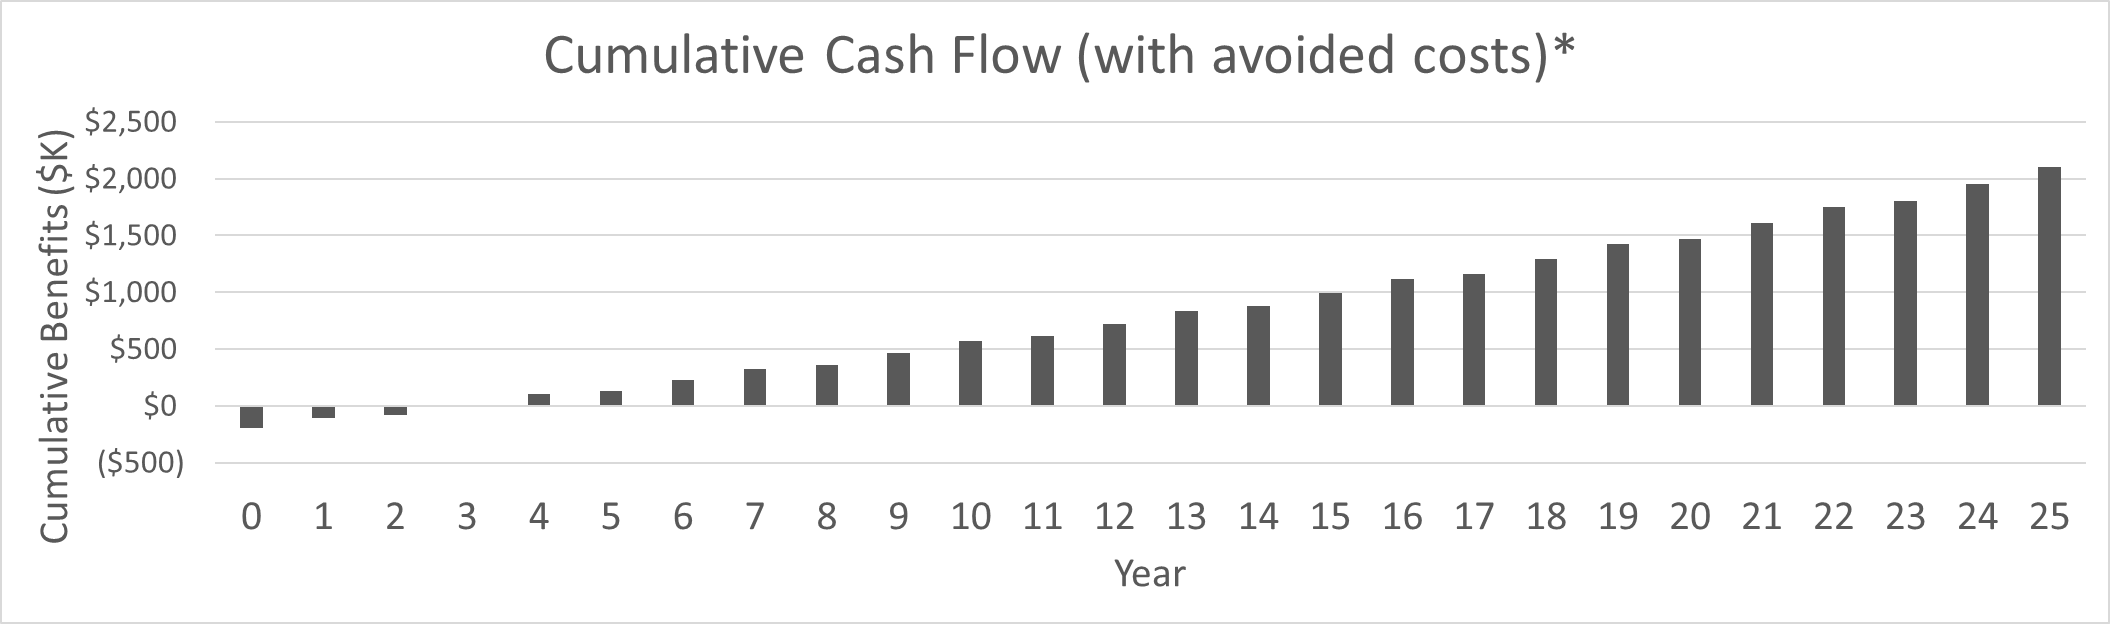 Cumulative Cash Flow (with avoided costs)*
Cumulative Benefits ($K)
$2,500
$2,000
$1,500
$1,000
$500
$0
($500)
0 1 2 3 4 5 6 7 8 9 10 11 12 13 14 15 16 17 18 19 20 21 22 23 24 25
Year